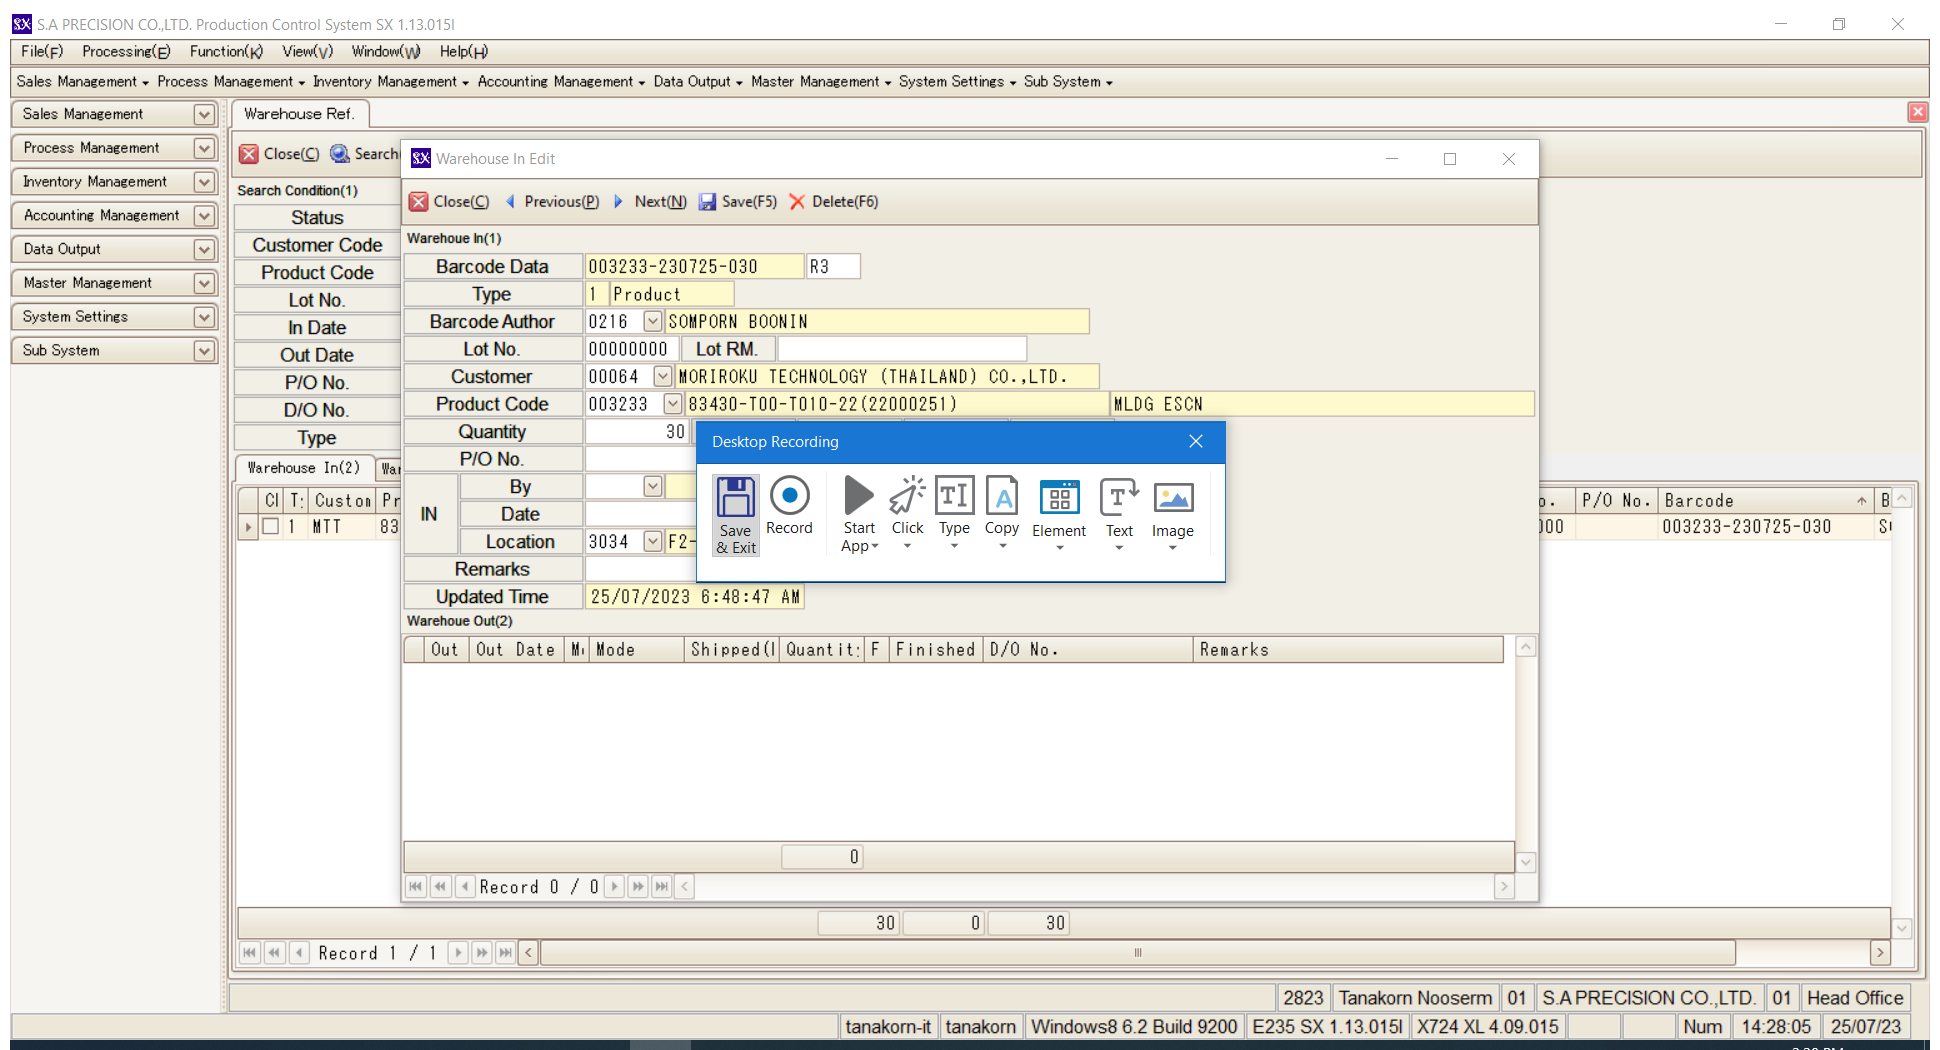 S.A PRECISION CO.,LTD. Production Control System SX 1.13.015I
File(F) Processing(E) Function(K) View(V) Window(W) Help(H)
Sales Management Process Management Inventory Management Accounting Management Data Output Master Management System Settings Sub System
Sales Management
Process Management
Inventory Management
Accounting Management
Data Output
Master Management
System Settings
Sub System
Warehouse Ref.
Close(C) Search
Search Condition(1)
Status
Customer Code
Product Code
Lot No.
In Date
Out Date
P/O No.
D/O No.
Type
Warehouse In(2)
Cl T: Custom Pr
1 MTT 83
Warehouse In Edit
Close(C) Previous(P) Next(N) Save(F5) Delete(F6)
Warehoue In(1)
Barcode Data 003233-230725-030 R3
Type 1 Product
Barcode Author 0216 SOMPORN BOONIN
Lot No. 00000000 Lot RM.
Customer 00064 MORIROKU TECHNOLOGY (THAILAND) CO.,LTD.
Product Code 003233 83430-T00-T010-22(22000251) MLDG ESCN
Quantity 30
P/O No.
IN
By
Date
Location 3034 F2-
Remarks
Updated Time 25/07/2023 6:48:47 AM
Desktop Recording
Save & Exit
Record
Start App
Click
Type
Copy
Element
Text
Image
Warehoue Out(2)
Out Out Date Mode Shipped( Quantit: F Finished D/O No. Remarks
0
Record 0 / 0
o. P/O No. Barcode B
000 003233-230725-030 S
30 0 30
Record 1 / 1
2823 Tanakorn Nooserm 01 S.A PRECISION CO.,LTD. 01 Head Office
tanakorn-it tanakorn Windows8 6.2 Build 9200 E235 SX 1.13.015I X724 XL 4.09.015 Num 14:28:05 25/07/23